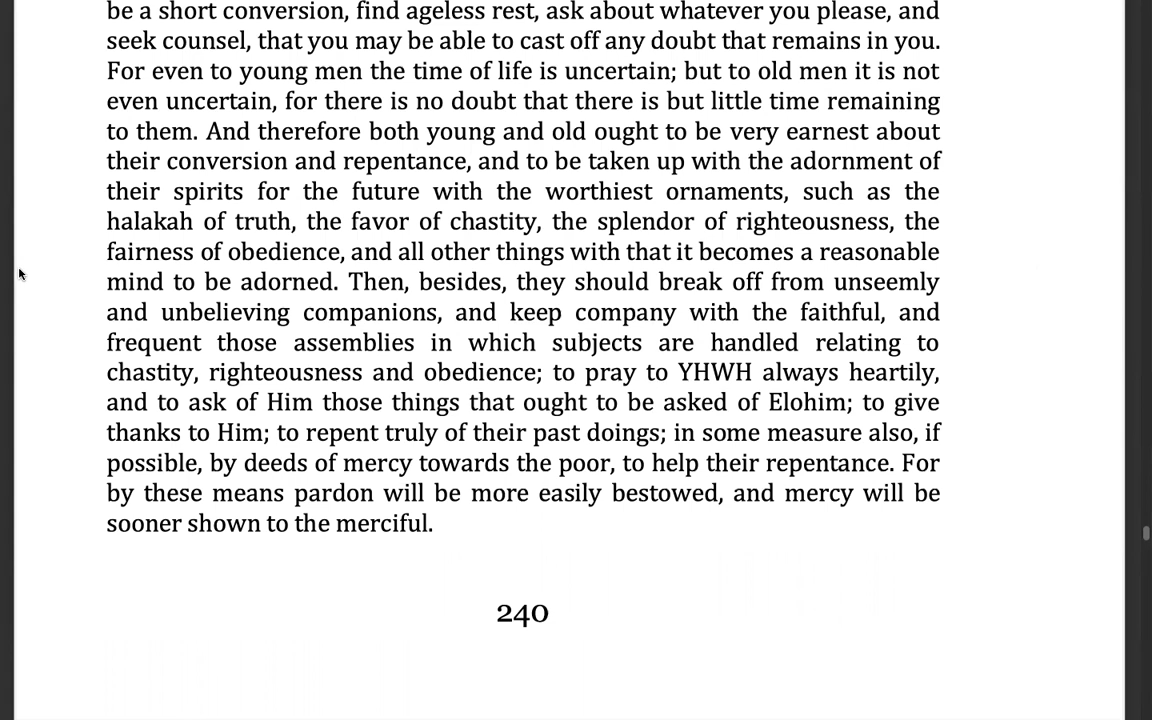 be a short conversion, find ageless rest, ask about whatever you please, and
seek counsel, that you may be able to cast off any doubt that remains in you.
For even to young men the time of life is uncertain; but to old men it is not
even uncertain, for there is no doubt that there is but little time remaining
to them. And therefore both young and old ought to be very earnest about
their conversion and repentance, and to be taken up with the adornment of
their spirits for the future with the worthiest ornaments, such as the
halakah of truth, the favor of chastity, the splendor of righteousness, the
fairness of obedience, and all other things with that it becomes a reasonable
mind to be adorned. Then, besides, they should break off from unseemly
and unbelieving companions, and keep company with the faithful, and
frequent those assemblies in which subjects are handled relating to
chastity, righteousness and obedience; to pray to YHWH always heartily,
and to ask of Him those things that ought to be asked of Elohim; to give
thanks to Him; to repent truly of their past doings; in some measure also, if
possible, by deeds of mercy towards the poor, to help their repentance. For
by these means pardon will be more easily bestowed, and mercy will be
sooner shown to the merciful.
240